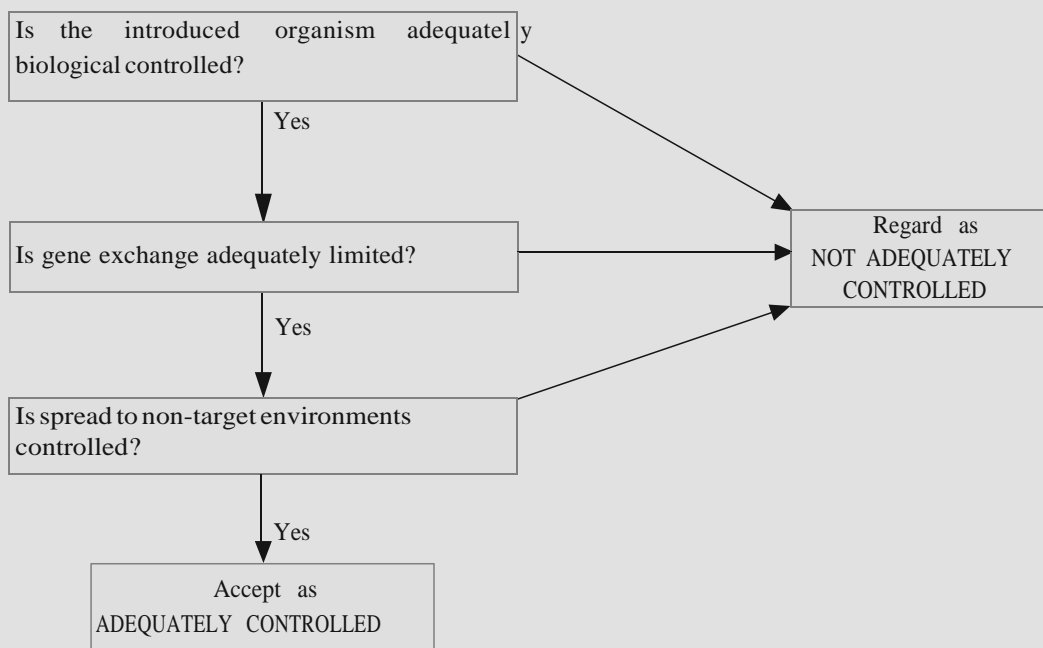 Is the introduced organism adequately
biological controlled?
Yes
Is gene exchange adequately limited?
Regard as
NOT ADEQUATELY
CONTROLLED
Yes
Is spread to non-target environments
controlled?
Yes
Accept as
ADEQUATELY CONTROLLED